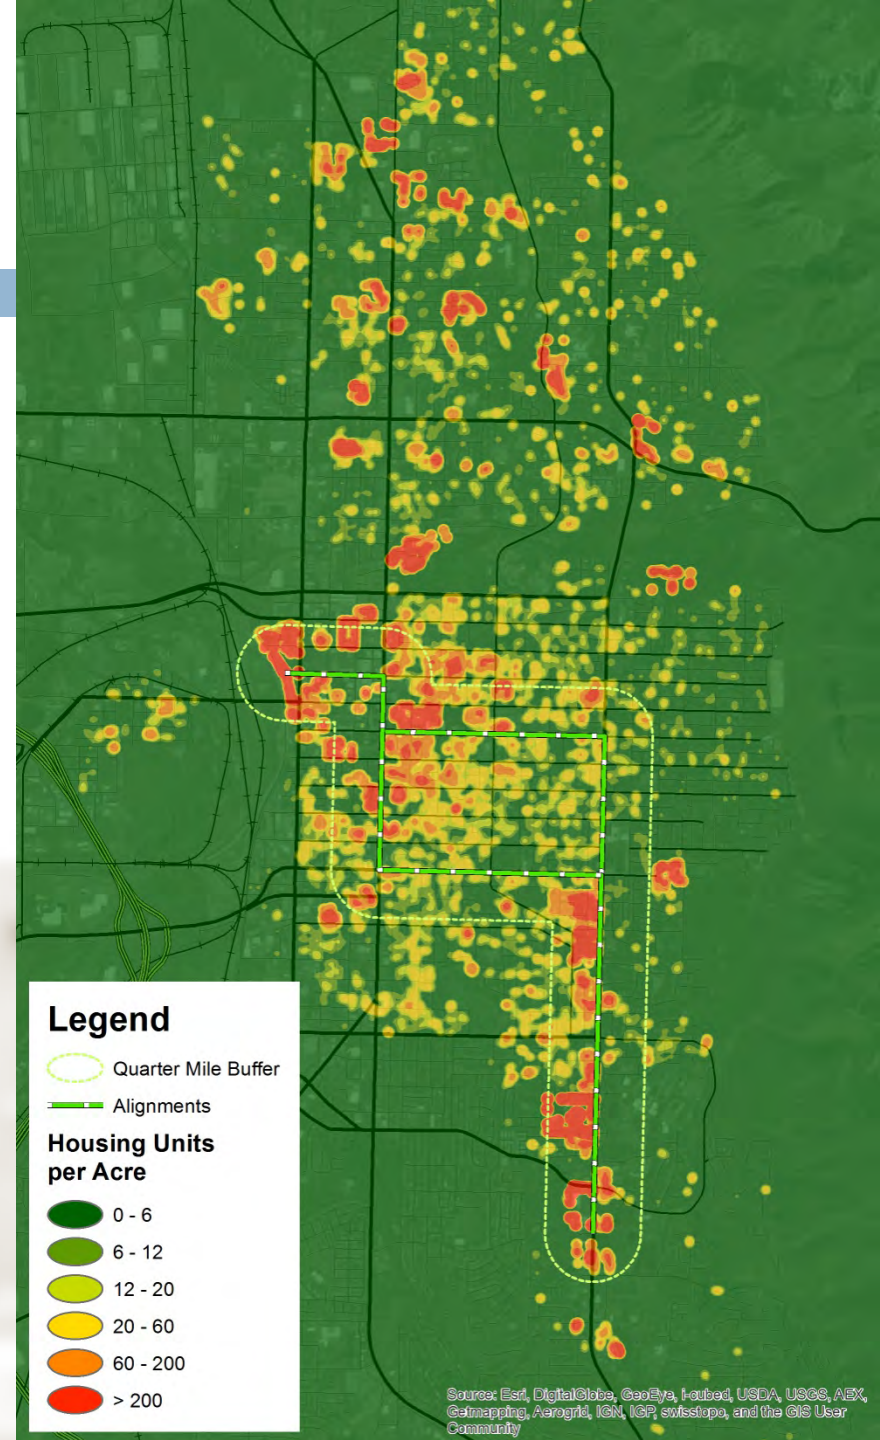 Legend
Quarter Mile Buffer
Alignments
Housing Units
per Acre
0 - 6
6 - 12
12 - 20
20 - 60
60 - 200
> 200
Source: Esri, DigitalGlobe, GeoEye, i-cubed, USDA, USGS, AEX,
Getmapping, Aerogrid, IGN, IGP, swisstopo, and the GIS User
Community